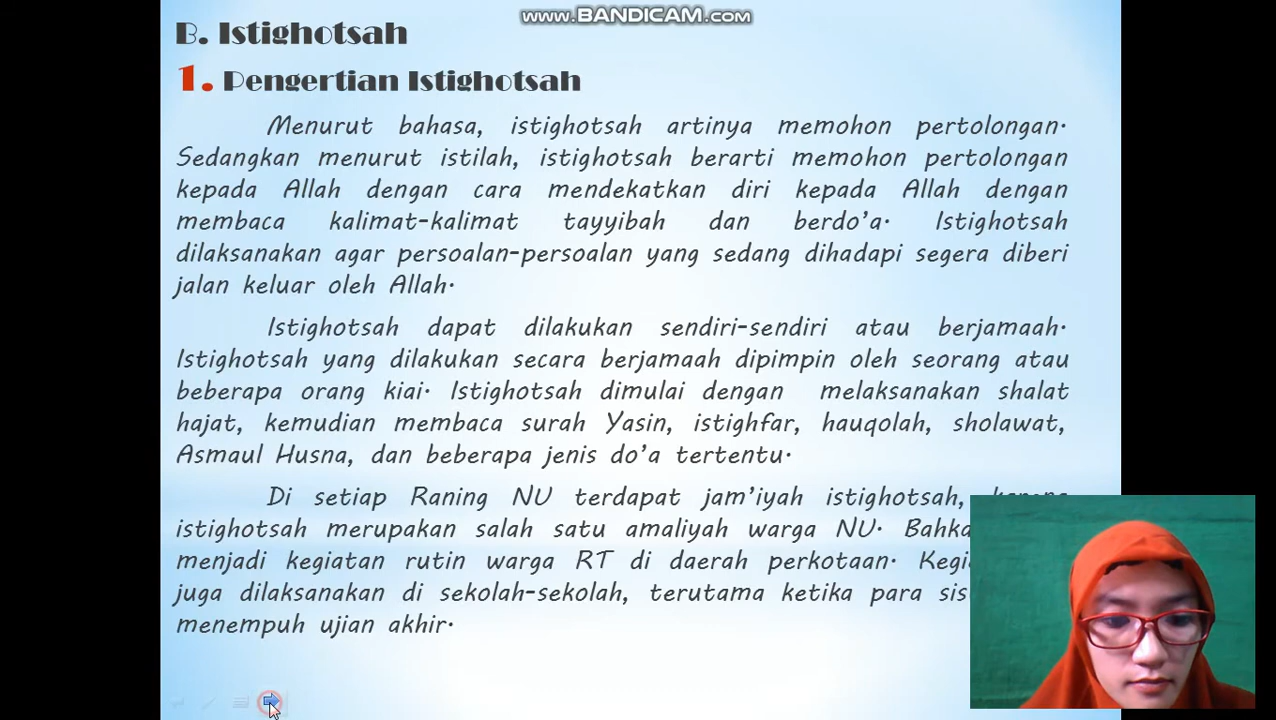 www.BANDICAM.com
B. Istighotsah
1. Pengertian Istighotsah
Menurut bahasa, istighotsah artinya memohon pertolongan.
Sedangkan menurut istilah, istighotsah berarti memohon pertolongan
kepada Allah dengan cara mendekatkan diri kepada Allah dengan
membaca kalimat-kalimat tayyibah dan berdo'a. Istighotsah
dilaksanakan agar persoalan-persoalan yang sedang dihadapi segera diberi
jalan keluar oleh Allah.
Istighotsah dapat dilakukan sendiri-sendiri atau berjamaah.
Istighotsah yang dilakukan secara berjamaah dipimpin oleh seorang atau
beberapa orang kiai. Istighotsah dimulai dengan melaksanakan shalat
hajat, kemudian membaca surah Yasin, istighfar, hauqolah, sholawat,
Asmaul Husna, dan beberapa jenis do'a tertentu.
Di setiap Raning NU terdapat jam'iyah istighotsah,
istighotsah merupakan salah satu amaliyah warga NU.
menjadi kegiatan rutin warga RT di daerah perkotaan.
juga dilaksanakan di sekolah-sekolah, terutama ketika para
menempuh ujian akhir.